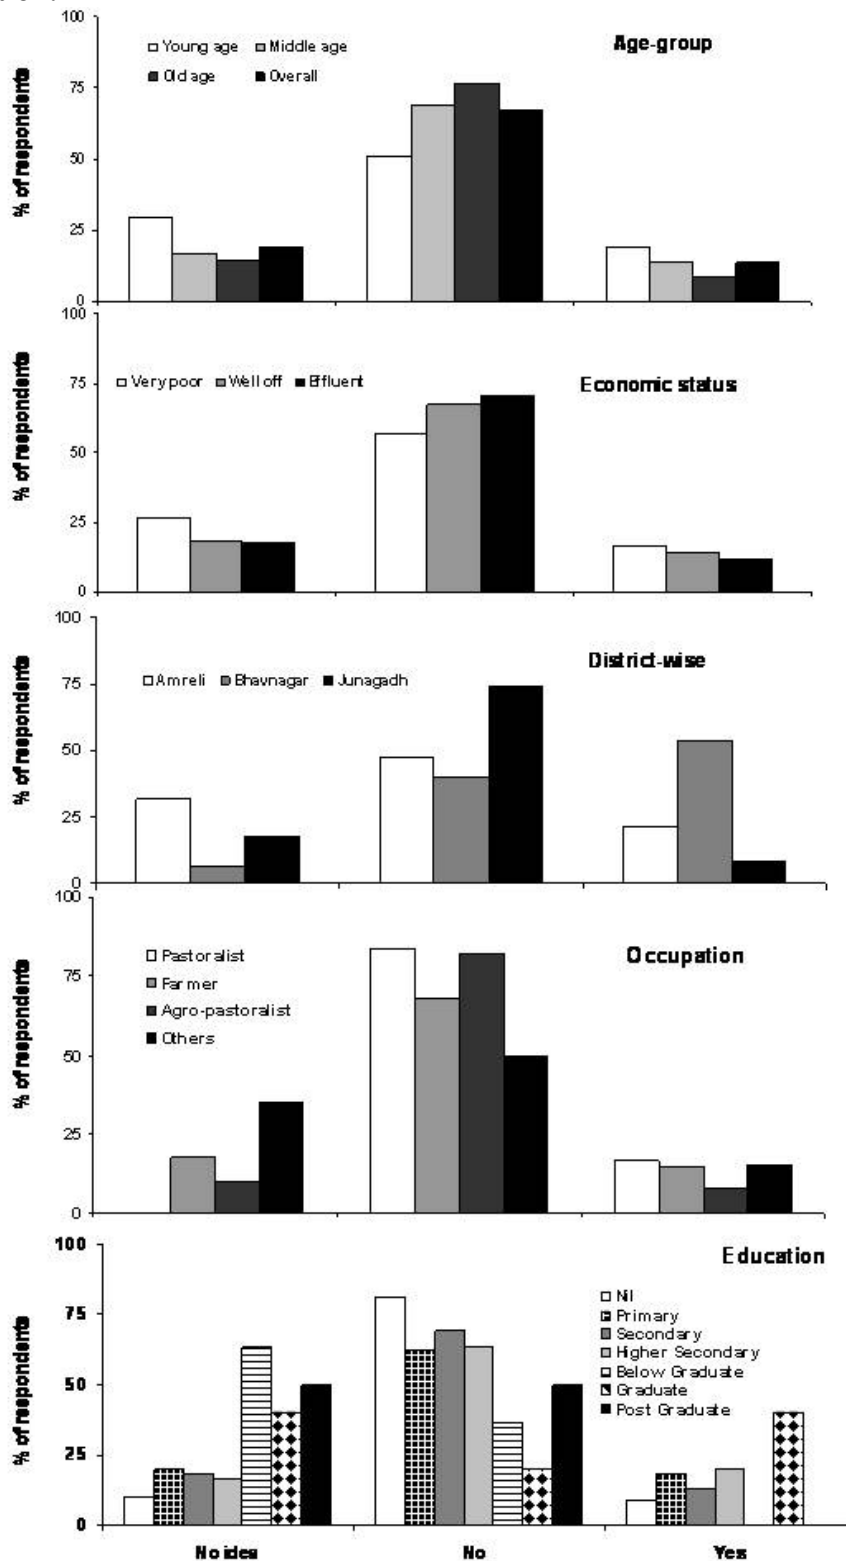 100
Young age Middle age Age-group
Old age Overall
75
50
25
0
% of respondents
100
75
Very poor Well off Effluent Economic status
50
25
0
% of respondents
100
District-wise
75
Amreli Bhavnagar Junagadh
50
25
0
% of respondents
100
Pastoralist Occupation
75
Farmer
Agro-pastoralist
Others
50
25
0
% of respondents
100
Education
Nil
75
Primary
Secondary
Higher Secondary
Below Graduate
50
Graduate
Post Graduate
25
0
% of respondents
No idea No Yes